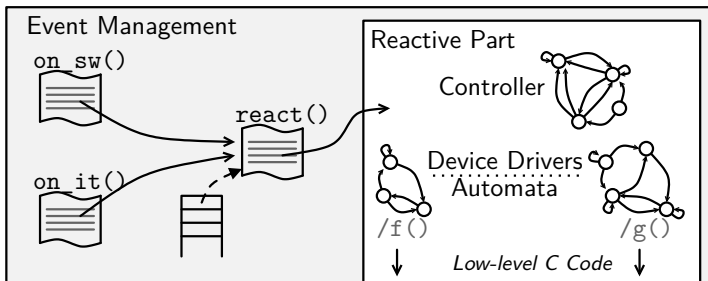 Event Management
on_sw()
on_it()
react()
Reactive Part
Controller
Device Drivers
Automata
/f()
/g()
Low-level C Code